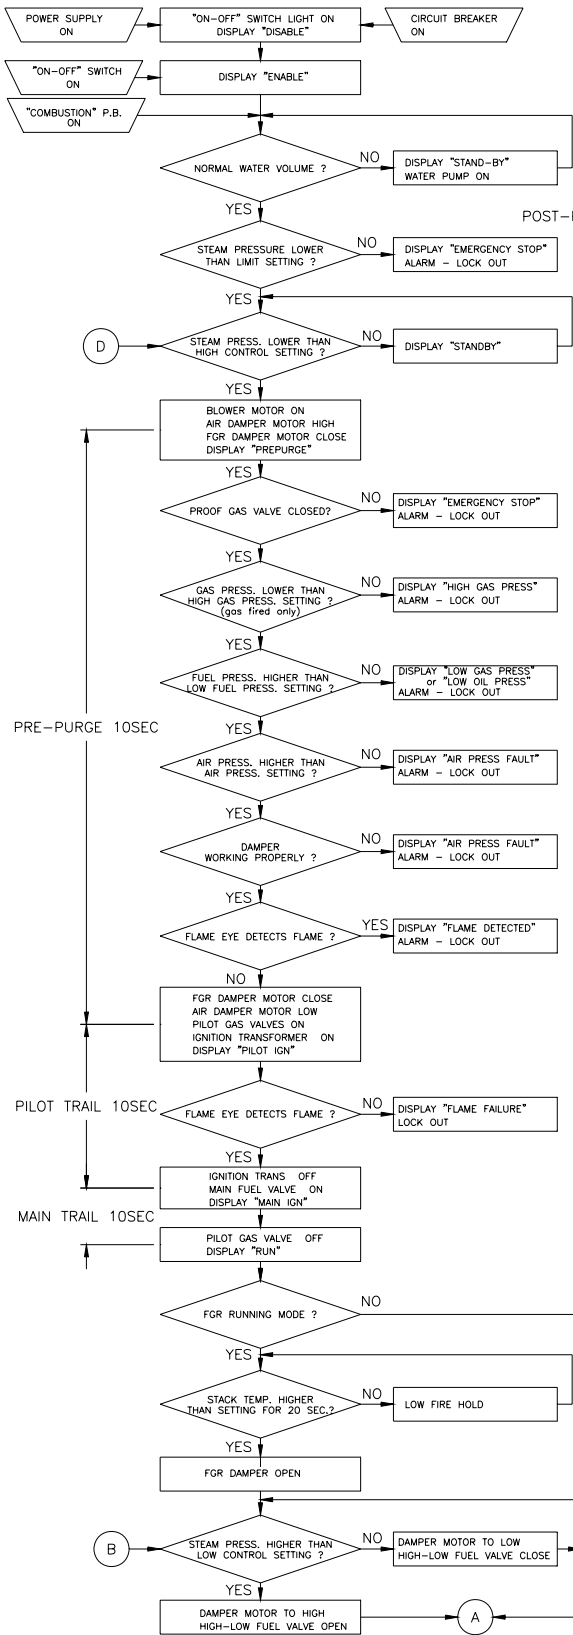 POWER SUPPLY
ON
"ON-OFF" SWITCH LIGHT ON
DISPLAY "DISABLE"
CIRCUIT BREAKER
ON
"ON-OFF" SWITCH
ON
DISPLAY "ENABLE"
"COMBUSTION" P.B.
ON
NORMAL WATER VOLUME ?
NO
DISPLAY "STAND-BY"
WATER PUMP ON
YES
POST-
STEAM PRESSURE LOWER
THAN LIMIT SETTING ?
NO
DISPLAY "EMERGENCY STOP"
ALARM - LOCK OUT
YES
D
STEAM PRESS. LOWER THAN
HIGH CONTROL SETTING ?
NO
DISPLAY "STANDBY"
YES
BLOWER MOTOR ON
AIR DAMPER MOTOR HIGH
FGR DAMPER MOTOR CLOSE
DISPLAY "PREPURGE"
YES
PROOF GAS VALVE CLOSED?
NO
DISPLAY "EMERGENCY STOP"
ALARM - LOCK OUT
YES
GAS PRESS. LOWER THAN
HIGH GAS PRESS. SETTING ?
(gas fired only)
NO
DISPLAY "HIGH GAS PRESS"
ALARM - LOCK OUT
YES
FUEL PRESS. HIGHER THAN
LOW FUEL PRESS. SETTING ?
NO
DISPLAY "LOW GAS PRESS"
or "LOW OIL PRESS"
ALARM - LOCK OUT
PRE-PURGE 10SEC
YES
AIR PRESS. HIGHER THAN
AIR PRESS. SETTING ?
NO
DISPLAY "AIR PRESS FAULT"
ALARM - LOCK OUT
YES
DAMPER
WORKING PROPERLY ?
NO
DISPLAY "AIR PRESS FAULT"
ALARM - LOCK OUT
YES
FLAME EYE DETECTS FLAME ?
YES
DISPLAY "FLAME DETECTED"
ALARM - LOCK OUT
NO
FGR DAMPER MOTOR CLOSE
AIR DAMPER MOTOR LOW
PILOT GAS VALVES ON
IGNITION TRANSFORMER ON
DISPLAY "PILOT IGN"
PILOT TRAIL 10SEC
FLAME EYE DETECTS FLAME ?
NO
DISPLAY "FLAME FAILURE"
LOCK OUT
YES
IGNITION TRANS OFF
MAIN FUEL VALVE ON
DISPLAY "MAIN IGN"
MAIN TRAIL 10SEC
PILOT GAS VALVE OFF
DISPLAY "RUN"
FGR RUNNING MODE ?
NO
YES
STACK TEMP. HIGHER
THAN SETTING FOR 20 SEC.?
NO
LOW FIRE HOLD
YES
FGR DAMPER OPEN
B
STEAM PRESS. HIGHER THAN
LOW CONTROL SETTING ?
NO
DAMPER MOTOR TO LOW
HIGH-LOW FUEL VALVE CLOSE
YES
DAMPER MOTOR TO HIGH
HIGH-LOW FUEL VALVE OPEN
A